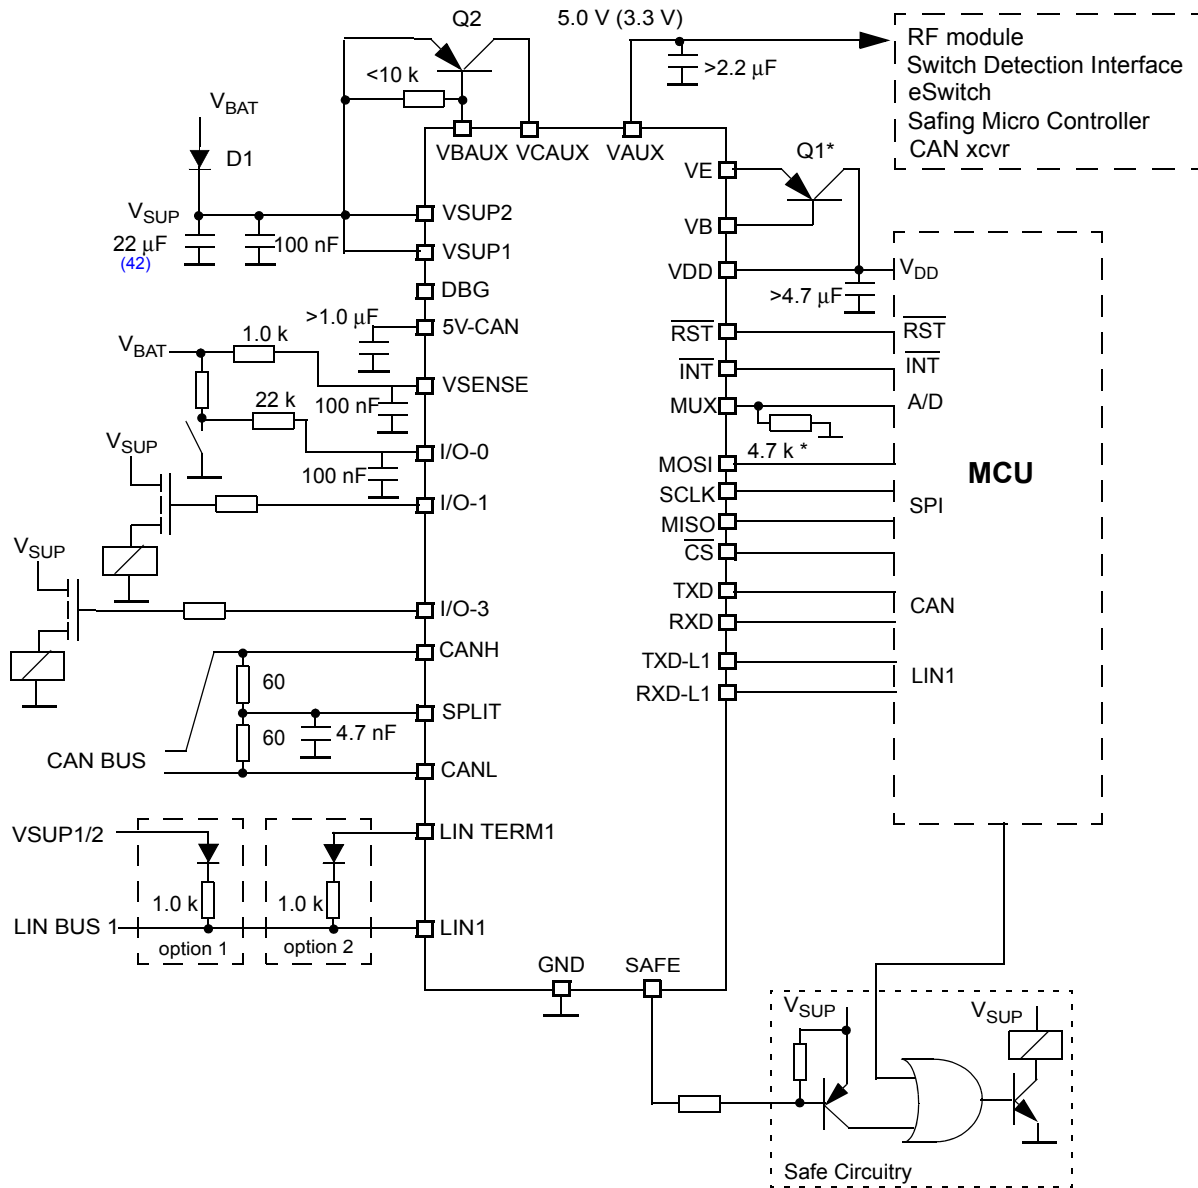 Q2
5.0 V (3.3 V)
RF module
Switch Detection Interface
eSwitch
Safing Micro Controller
CAN xcvr
>2.2 μF
<10 k
VBAT
D1
VBAUX
VCAUX
VAUX
VE
Q1*
VSUP
VSUP2
VB
22 μF
(42)
100 nF
VSUP1
VDD
VDD
DBG
>4.7 μF
>1.0 μF
5V-CAN
RST
RST
VBAT
1.0 k
INT
INT
VSENSE
100 nF
MUX
A/D
22 k
4.7 k *
VSUP
I/O-0
100 nF
MOSI
MCU
SCLK
SPI
I/O-1
MISO
VSUP
CS
TXD
CAN
I/O-3
RXD
CANH
TXD-L1
LIN1
60
RXD-L1
SPLIT
60
4.7 nF
CAN BUS
CANL
VSUP1/2
LIN TERM1
1.0 k
1.0 k
LIN BUS 1
LIN1
option 1
option 2
GND
SAFE
VSUP
VSUP
Safe Circuitry